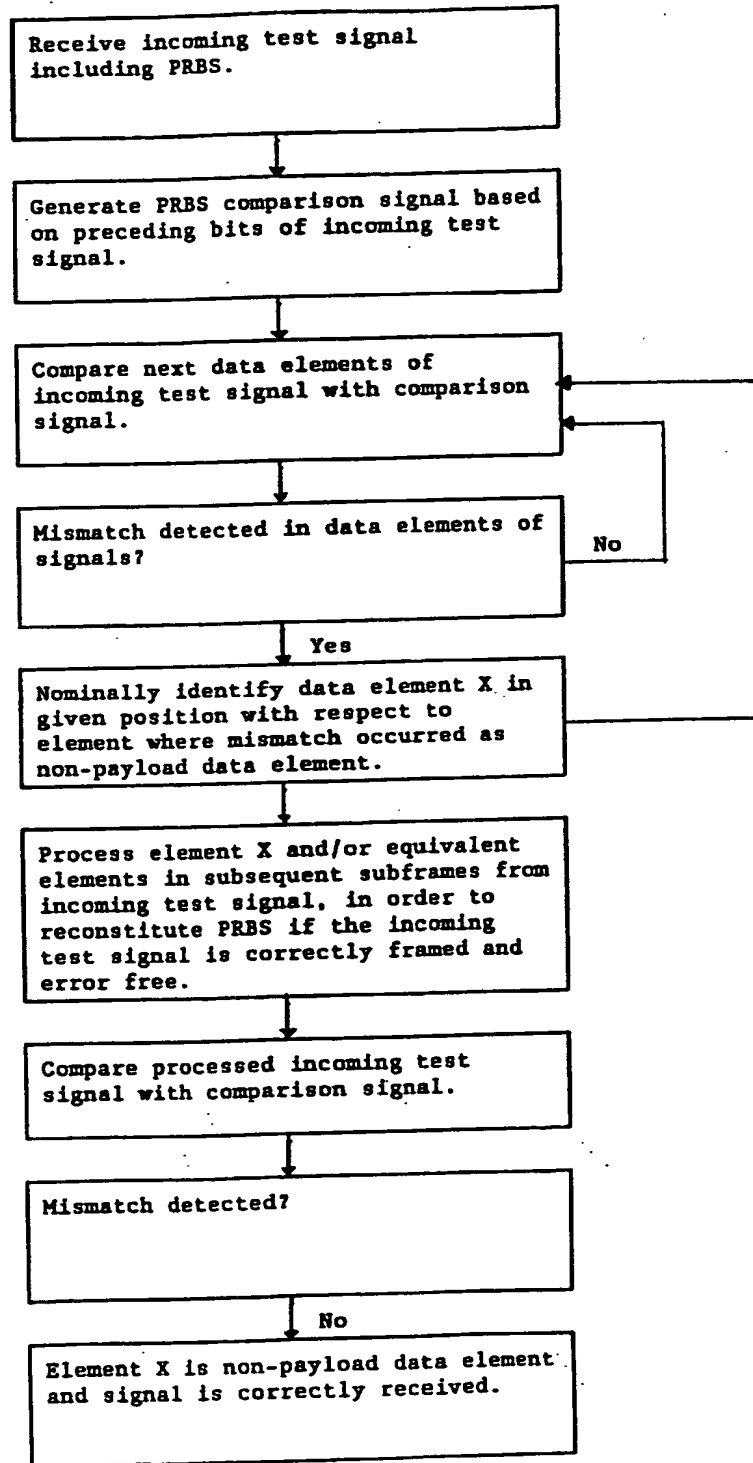 Receive incoming test signal
including PRBS.
Generate PRBS comparison signal based
on preceding bits of incoming test
signal.
Compare next data elements of
incoming test signal with comparison
signal.
Mismatch detected in data elements of
signals?
No
Yes
Nominally identify data element X in
given position with respect to
element where mismatch occurred as
non-payload data element.
Process element X and/or equivalent
elements in subsequent subframes from
incoming test signal, in order to
reconstitute PRBS if the incoming
test signal is correctly framed and
error free.
Compare processed incoming test
signal with comparison signal.
Mismatch detected?
No
Element X is non-payload data element
and signal is correctly received.